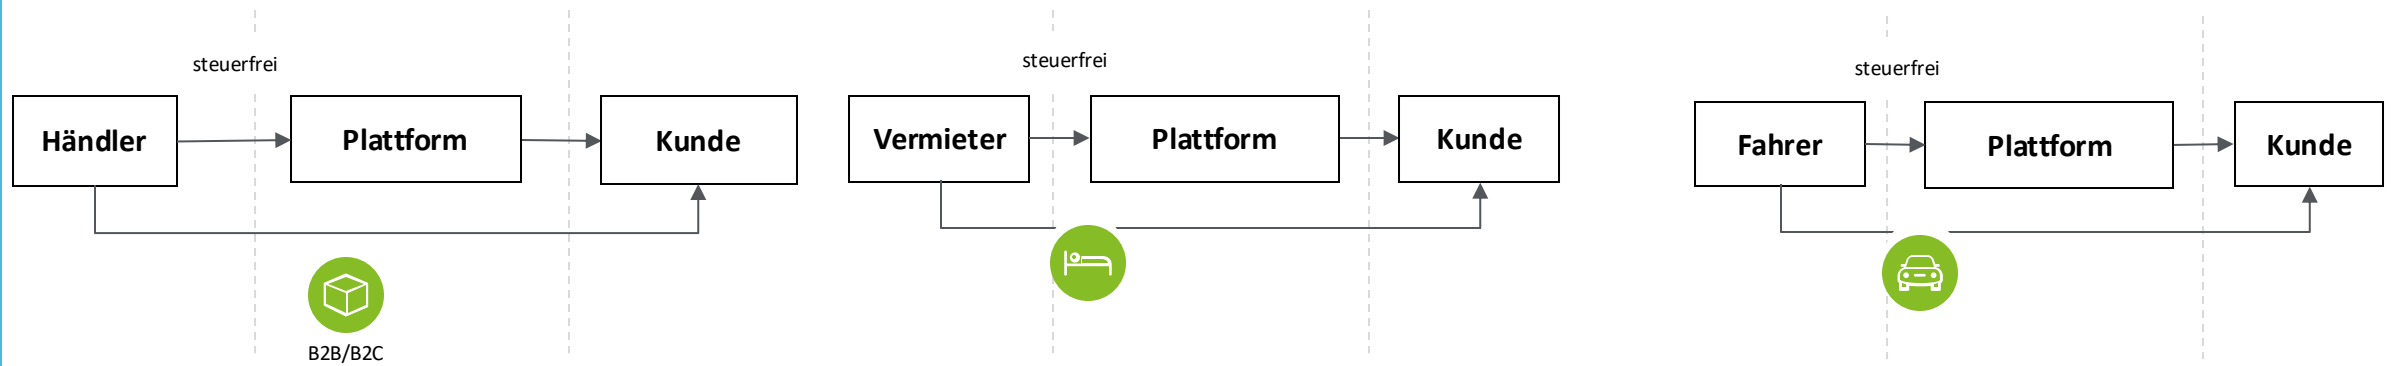 steuerfrei
Händler
Plattform
Kunde
B2B/B2C
steuerfrei
Vermieter
Plattform
Kunde
steuerfrei
Fahrer
Plattform
Kunde